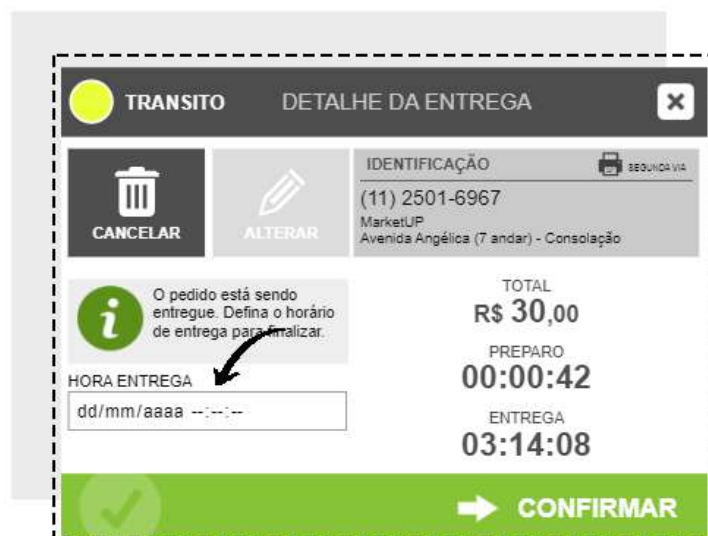 TRANSITO DETALHE DA ENTREGA
CANCELAR
ALTERAR
IDENTIFICAÇÃO SEGUNDA VIA
(11) 2501-6967
MarketUP
Avenida Angélica (7 andar) - Consolação
O pedido está sendo
entregue. Defina o horário
de entrega para finalizar.
HORA ENTREGA
dd/mm/aaaa --:--:--
TOTAL
R$ 30,00
PREPARO
00:00:42
ENTREGA
03:14:08
CONFIRMAR